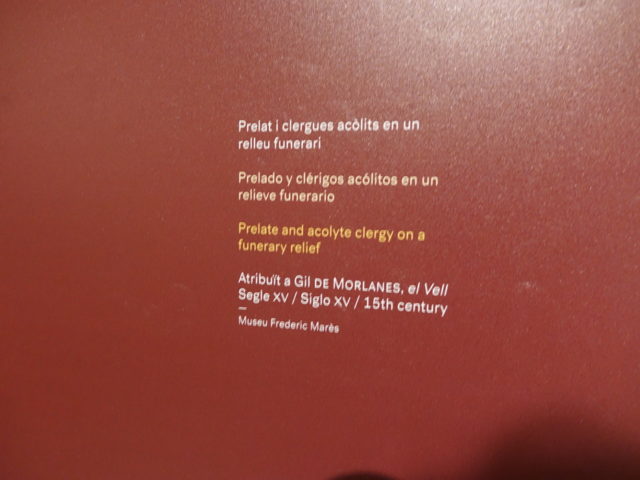 Prelat i clergues acòlits en un
relleu funerari
Prelado y clérigos acólitos en un
relieve funerario
Prelate and acolyte clergy on a
funerary relief
Atribuït a Gil DE MORLANES, el Vell
Segle XV / Siglo XV / 15th century
Museu Frederic Marès